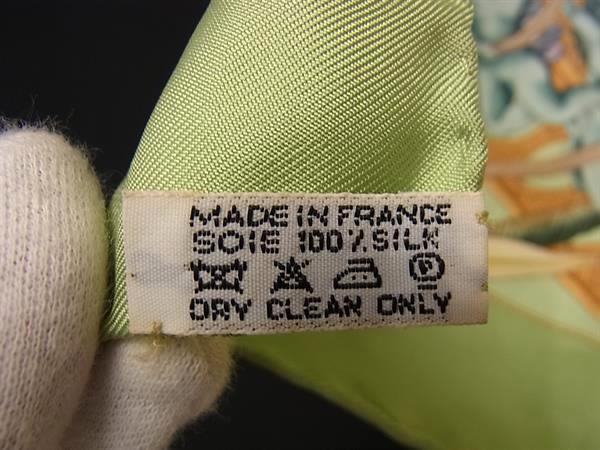 MADE IN FRANCE
SOIE 100% SILK
P
DRY CLEAN ONLY